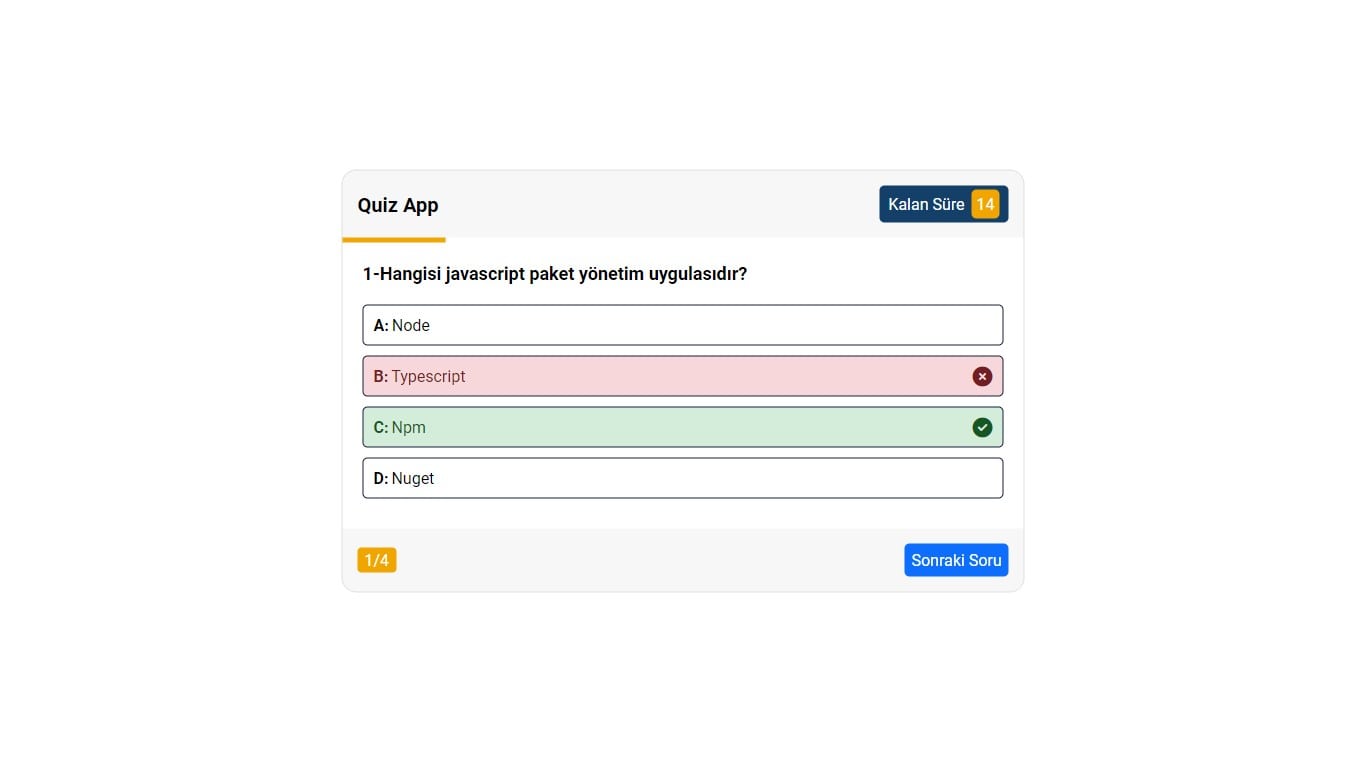 Quiz App
Kalan Süre 14
1-Hangisi javascript paket yönetim uygulasıdır?
A: Node
B: Typescript
C: Npm
D: Nuget
1/4
Sonraki Soru